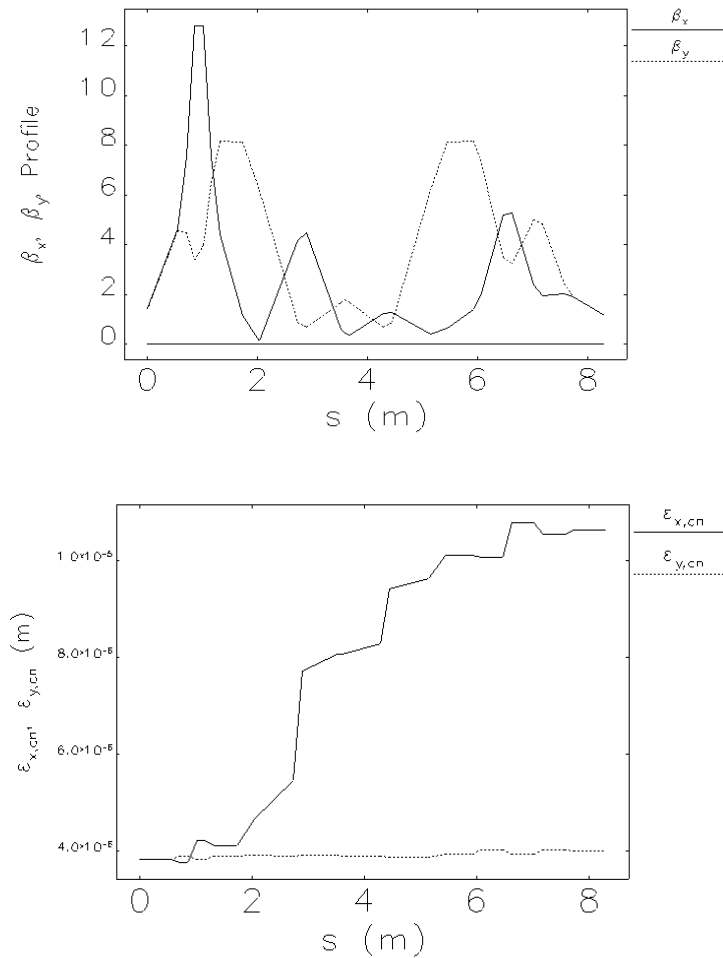 12
10
8
6
4
2
0
βx, βy, Profile
0 2 4 6 8
s (m)
βx
βy
1.0×10⁻⁵
8.0×10⁻⁶
6.0×10⁻⁶
4.0×10⁻⁶
εx,cn, εy,cn (m)
0 2 4 6 8
s (m)
εx,cn
εy,cn